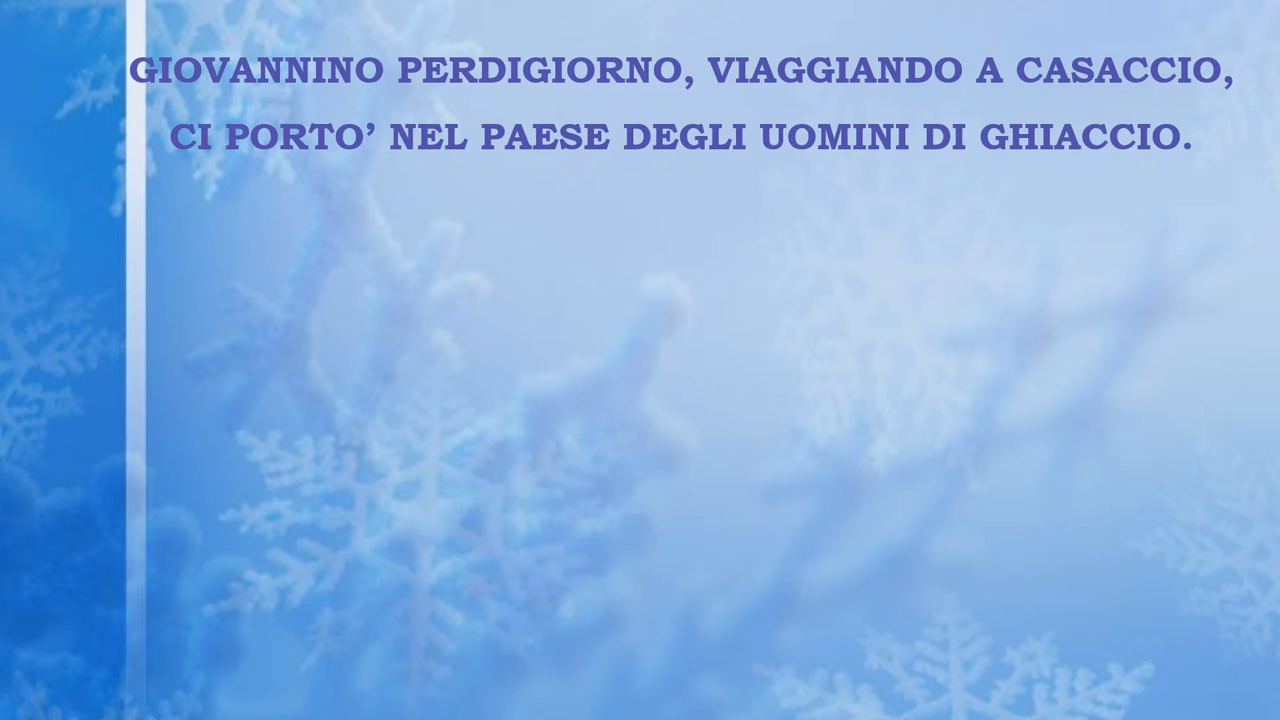 GIOVANNINO PERDIGIORNO, VIAGGIANDO A CASACCIO,
CI PORTO’ NEL PAESE DEGLI UOMINI DI GHIACCIO.